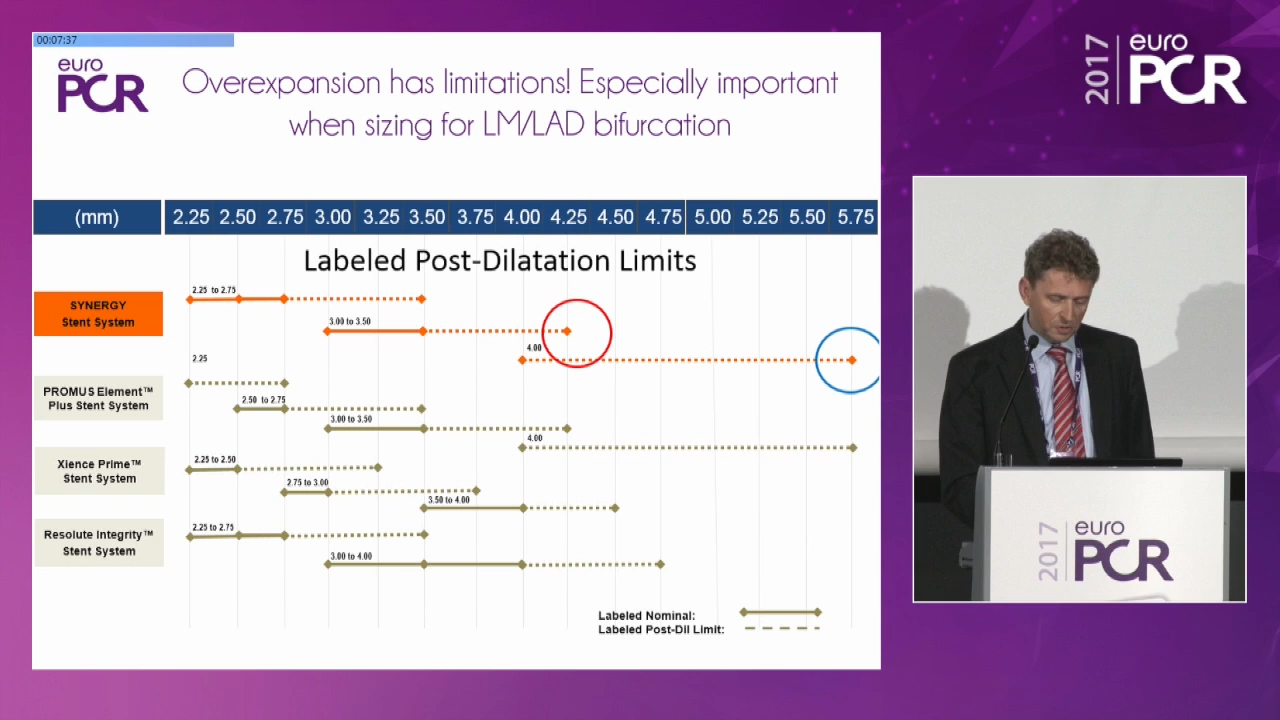 00:07:37
euro
PCR
Overexpansion has limitations! Especially important
when sizing for LM/LAD bifurcation
(mm) 2.25 2.50 2.75 3.00 3.25 3.50 3.75 4.00 4.25 4.50 4.75 5.00 5.25 5.50 5.75
Labeled Post-Dilatation Limits
SYNERGY
Stent System
2.25 to 2.75
3.00 to 3.50
4.00
2.25
PROMUS Element™
Plus Stent System
2.50 to 2.75
3.00 to 3.50
4.00
Xience Prime™
Stent System
2.25 to 2.50
2.75 to 3.00
3.50 to 4.00
Resolute Integrity™
Stent System
2.25 to 2.75
3.00 to 4.00
Labeled Nominal:
Labeled Post-Dil Limit:
2017
euro
PCR
2017
euro
PCR